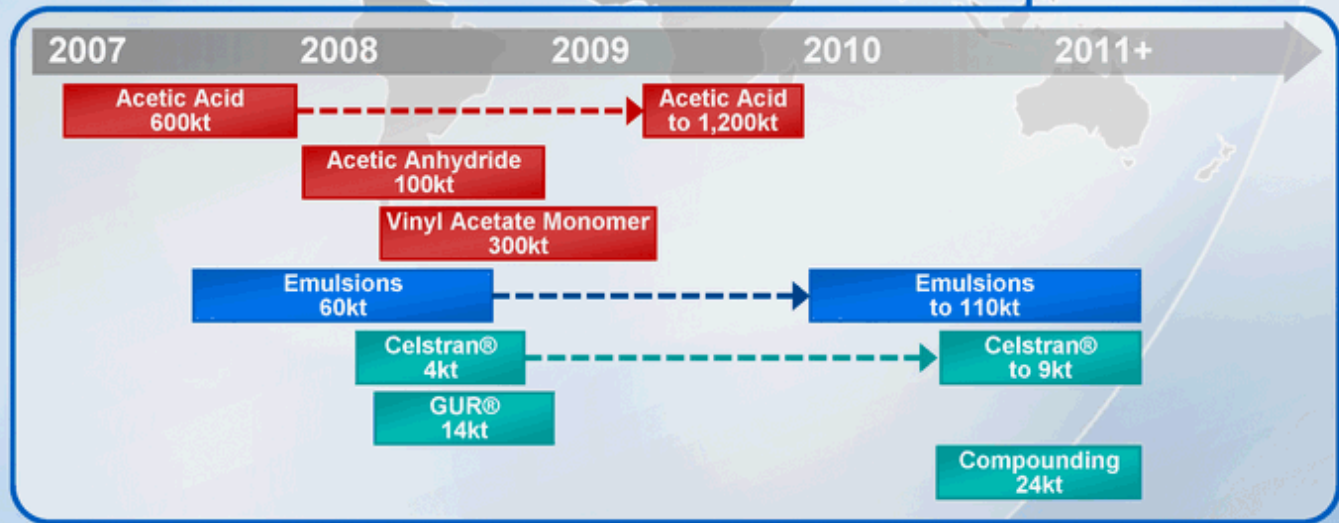 2007 2008 2009 2010 2011+
Acetic Acid
600kt
Acetic Acid
to 1,200kt
Acetic Anhydride
100kt
Vinyl Acetate Monomer
300kt
Emulsions
60kt
Emulsions
to 110kt
Celstran®
4kt
Celstran®
to 9kt
GUR®
14kt
Compounding
24kt